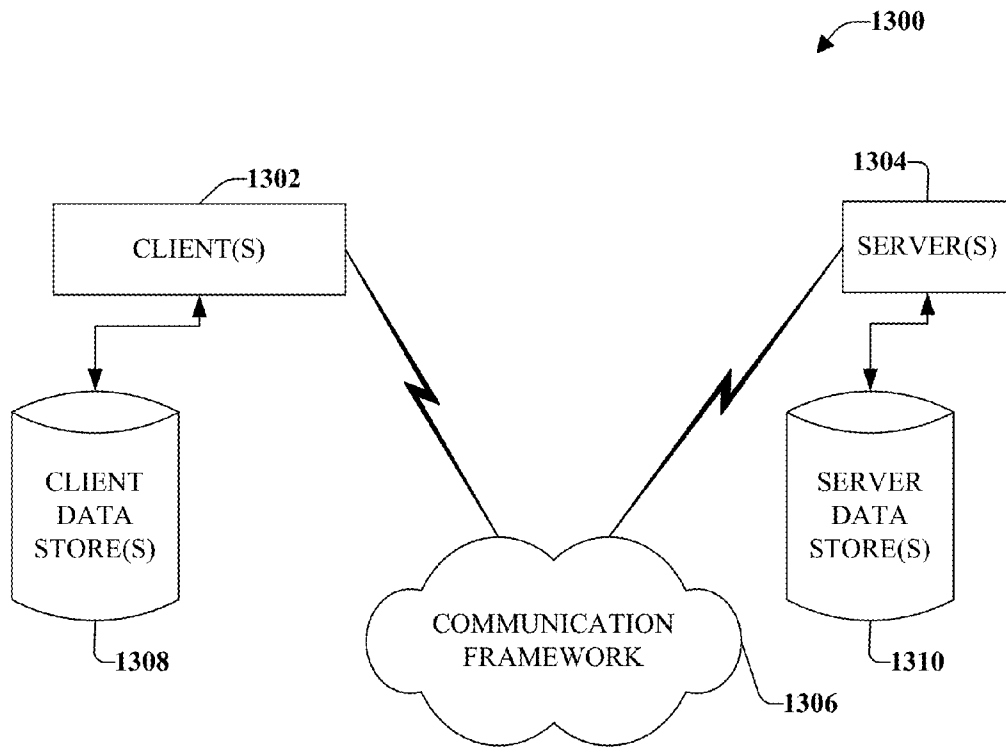 1300
1302
1304
CLIENT(S)
SERVER(S)
CLIENT
DATA
STORE(S)
SERVER
DATA
STORE(S)
COMMUNICATION
FRAMEWORK
1308
1310
1306